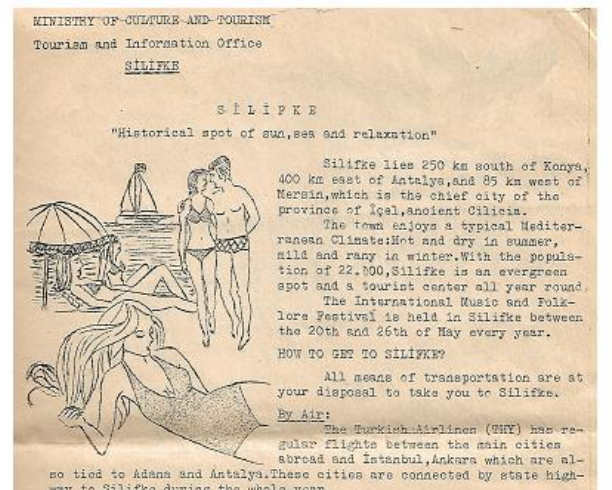 MINISTRY OF CULTURE AND TOURISM
Tourism and Information Office
SİLİFKE
S İ L İ F K E
"Historical spot of sun,sea and relaxation"
Silifke lies 250 km south of Konya,
400 km east of Antalya,and 85 km west of
Mersin,which is the chief city of the
province of İçel,ancient Cilicia.
The town enjoys a typical Mediter-
ranean Climate:Hot and dry in summer,
mild and rany in winter.With the popula-
tion of 22.800,Silifke is an evergreen
spot and a tourist center all year round.
The International Music and Folk-
lore Festival is held in Silifke between
the 20th and 26th of May every year.
HOW TO GET TO SİLİFKE?
All means of transportation are at
your disposal to take you to Silifke.
By Air:
The Turkish Airlines (THY) has re-
gular flights between the main cities
abroad and İstanbul,Ankara which are al-
so tied to Adana and Antalya.These cities are connected by state high-
way to Silifke during the whole year.